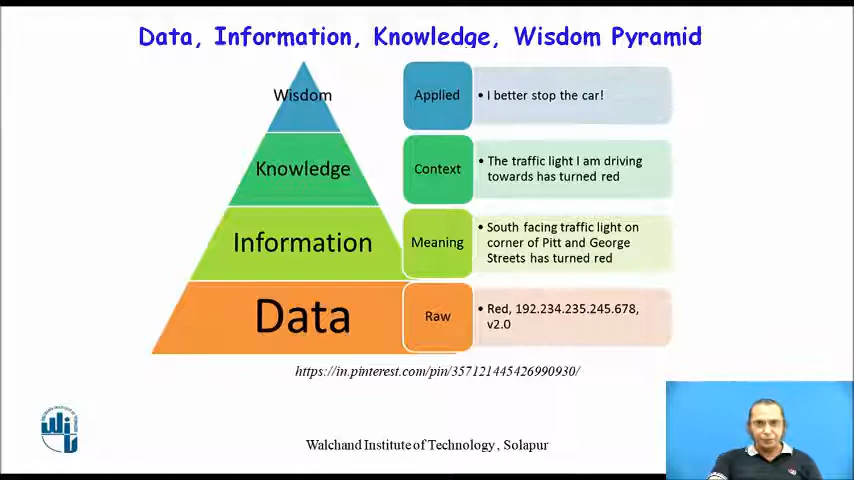 Data, Information, Knowledge, Wisdom Pyramid
Wisdom
Applied
• I better stop the car!
Knowledge
Context
• The traffic light I am driving
towards has turned red
Information
Meaning
• South facing traffic light on
corner of Pitt and George
Streets has turned red
Data
Raw
• Red, 192.234.235.245.678,
v2.0
https://in.pinterest.com/pin/357121445426990930/
Walchand Institute of Technology, Solapur